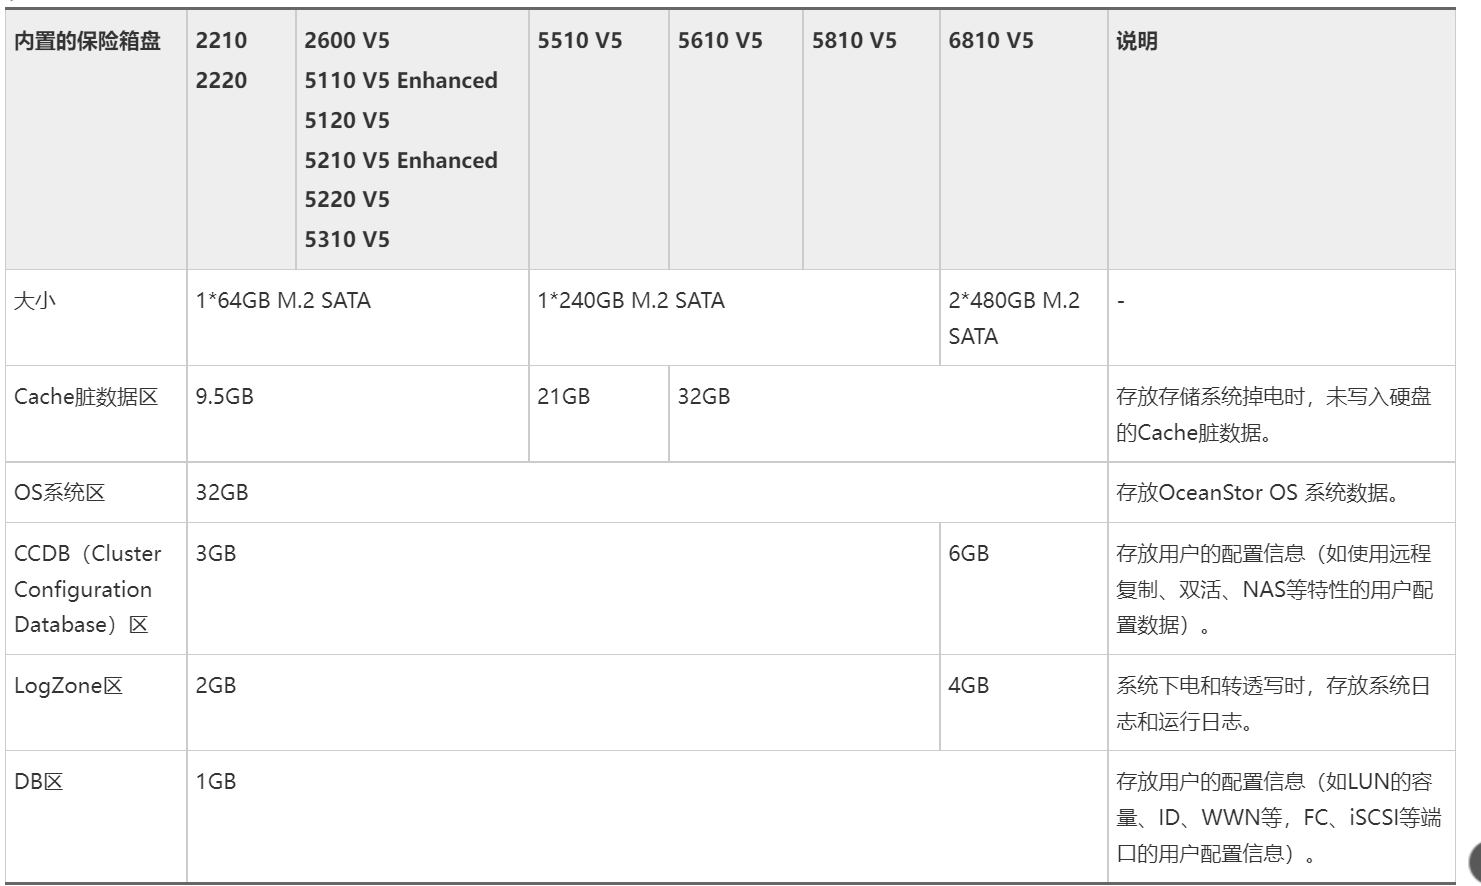 内置的保险箱盘
2210
2220
2600 V5
5110 V5 Enhanced
5120 V5
5210 V5 Enhanced
5220 V5
5310 V5
5510 V5
5610 V5
5810 V5
6810 V5
说明
大小
1*64GB M.2 SATA
1*240GB M.2 SATA
2*480GB M.2
SATA
-
Cache脏数据区
9.5GB
21GB
32GB
存放存储系统掉电时，未写入硬盘
的Cache脏数据。
OS系统区
32GB
存放OceanStor OS 系统数据。
CCDB（Cluster
Configuration
Database）区
3GB
6GB
存放用户的配置信息（如使用远程
复制、双活、NAS等特性的用户配
置数据）。
LogZone区
2GB
4GB
系统下电和转透写时，存放系统日
志和运行日志。
DB区
1GB
存放用户的配置信息（如LUN的容
量、ID、WWN等，FC、iSCSI等端
口的用户配置信息）。